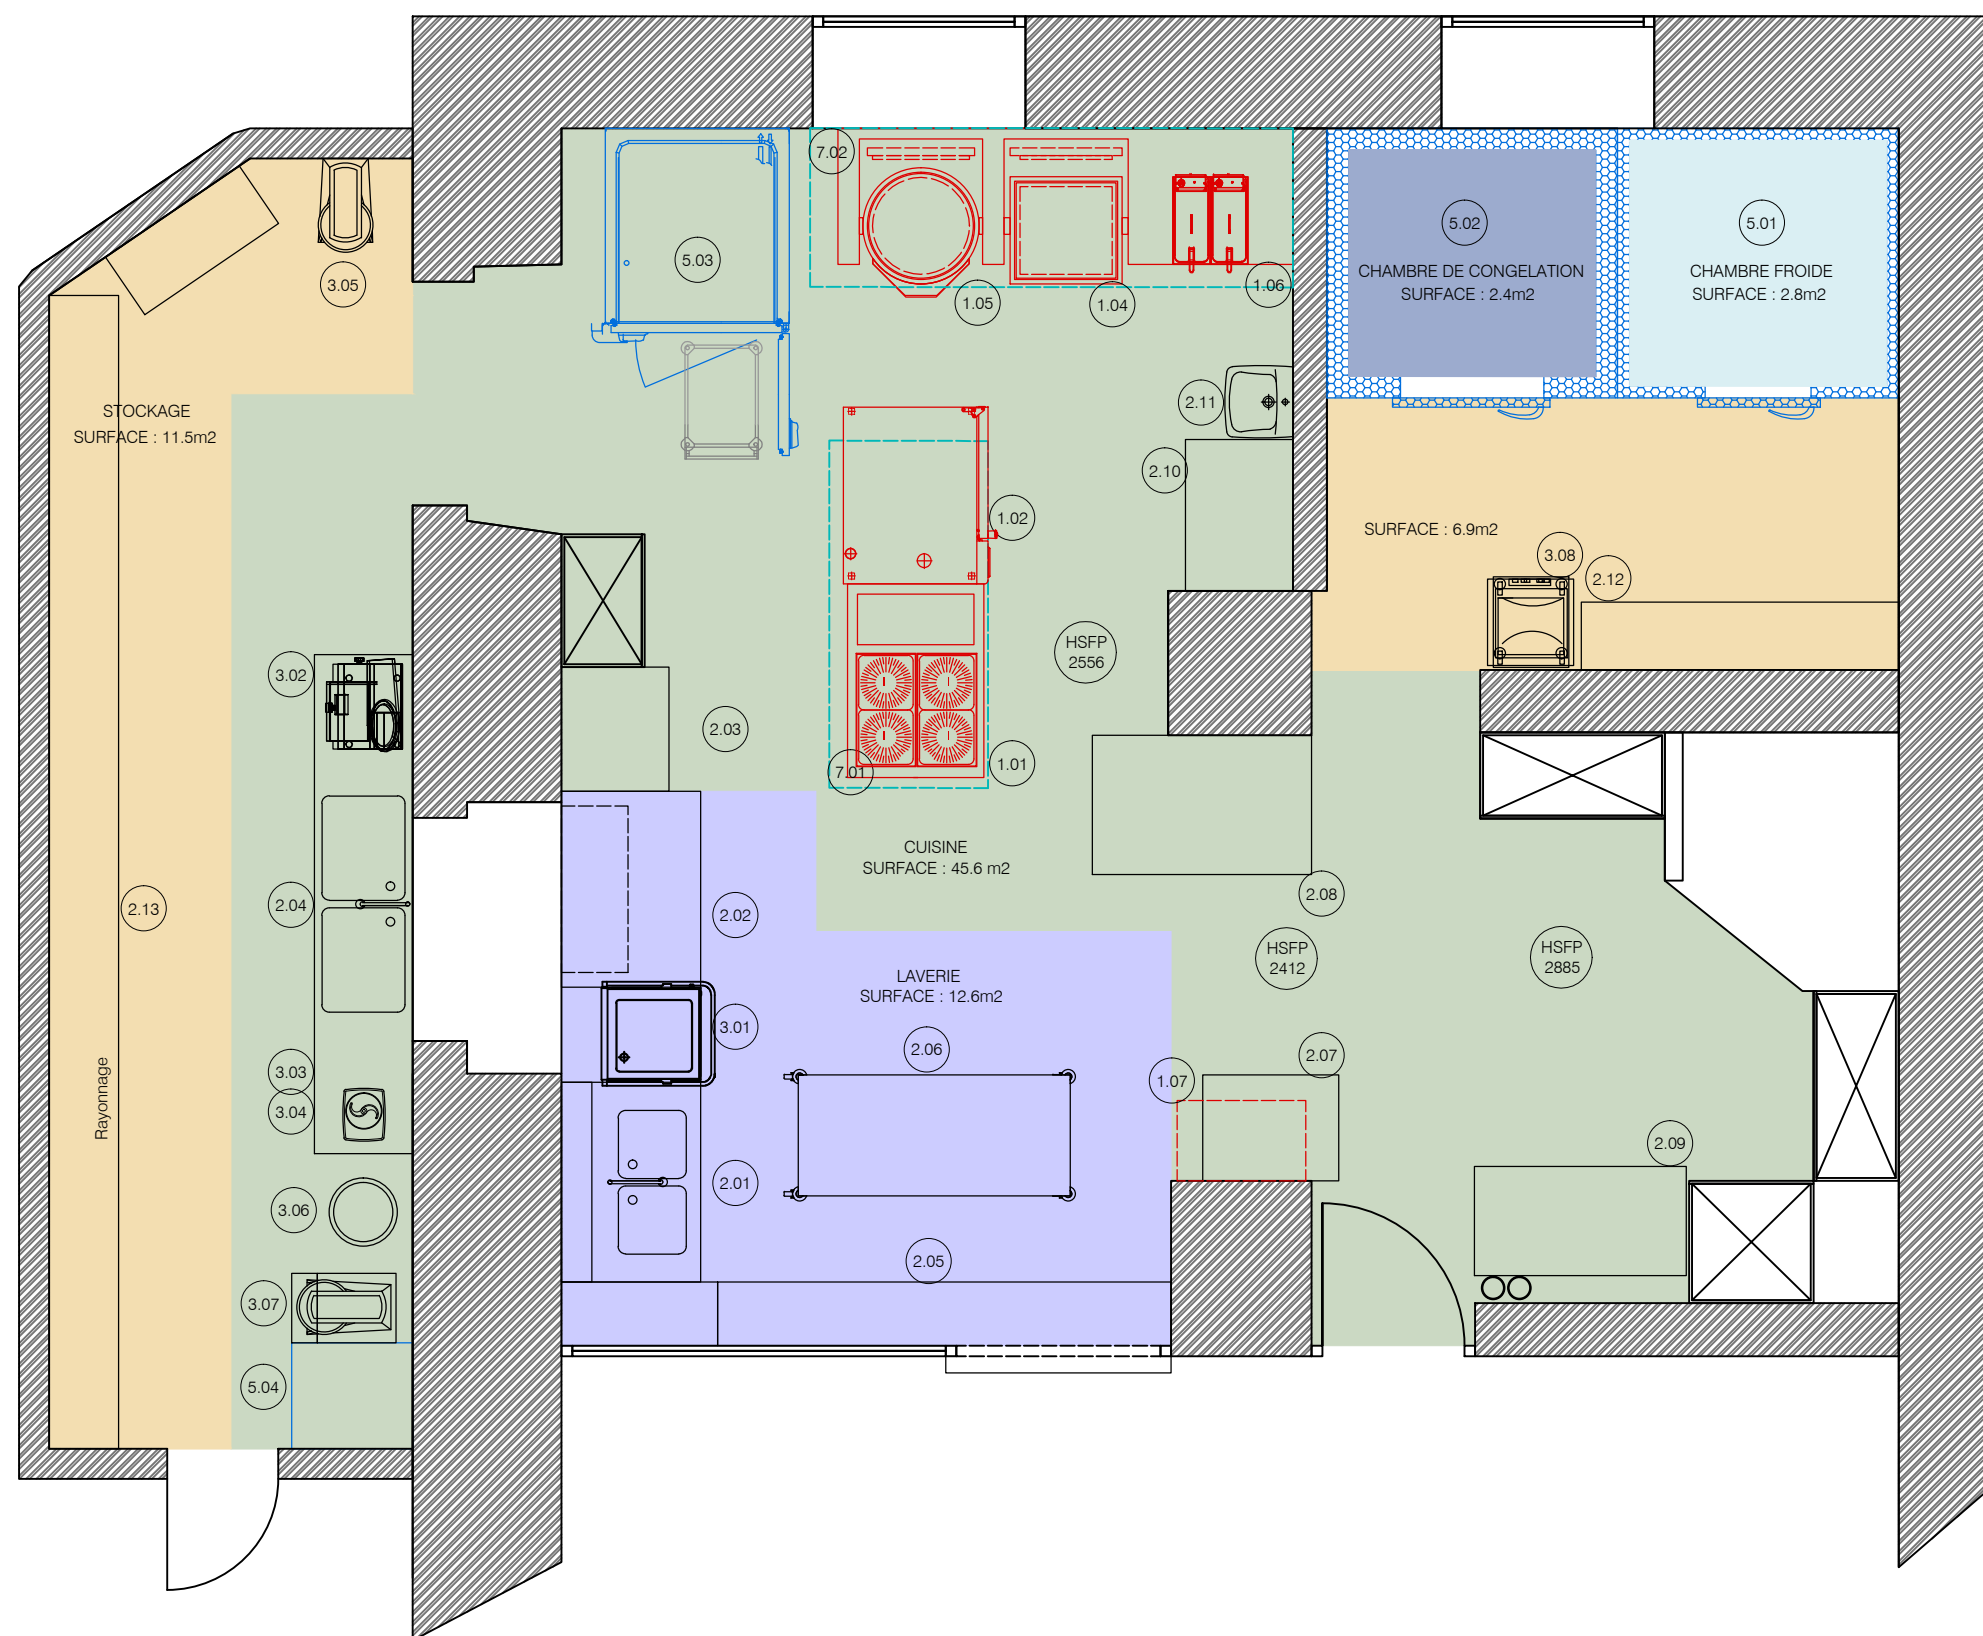 7.02
5.03
3.05
1.05
1.04
1.06
5.02
CHAMBRE DE CONGELATION
SURFACE : 2.4m2
5.01
CHAMBRE FROIDE
SURFACE : 2.8m2
STOCKAGE
SURFACE : 11.5m2
2.11
2.10
1.02
SURFACE : 6.9m2
3.08
2.12
HSFP
2556
3.02
2.03
7.01
1.01
CUISINE
SURFACE : 45.6 m2
2.13
2.04
2.02
2.08
HSFP
2412
HSFP
2885
LAVERIE
SURFACE : 12.6m2
3.01
2.06
2.07
1.07
Rayonnage
3.03
3.04
2.09
2.01
3.06
2.05
3.07
5.04